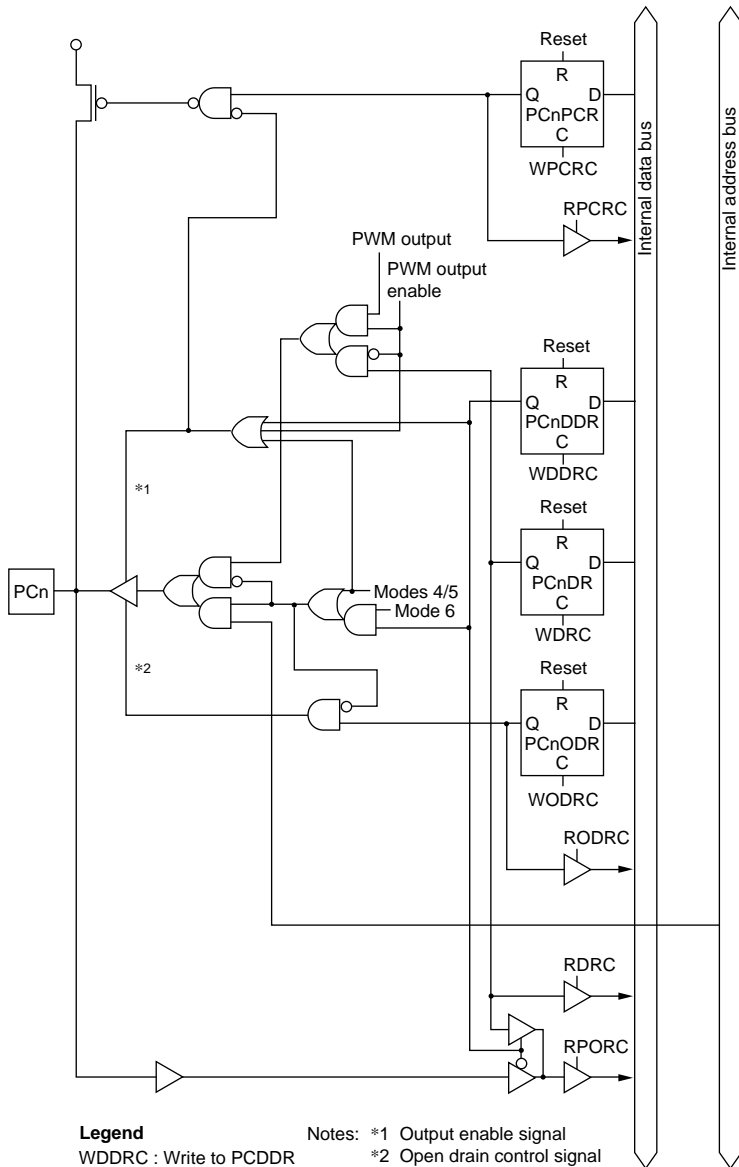 Reset
R
Q D
PCnPCR
C
WPCRC
RPCRC
Internal data bus
Internal address bus
PWM output
PWM output
enable
Reset
R
Q D
PCnDDR
C
WDDRC
*1
Reset
R
Q D
PCnDR
C
WDRC
PCn
Modes 4/5
Mode 6
*2
Reset
R
Q D
PCnODR
C
WODRC
RODRC
RDRC
RPORC
Legend
WDDRC : Write to PCDDR
Notes: *1 Output enable signal
*2 Open drain control signal